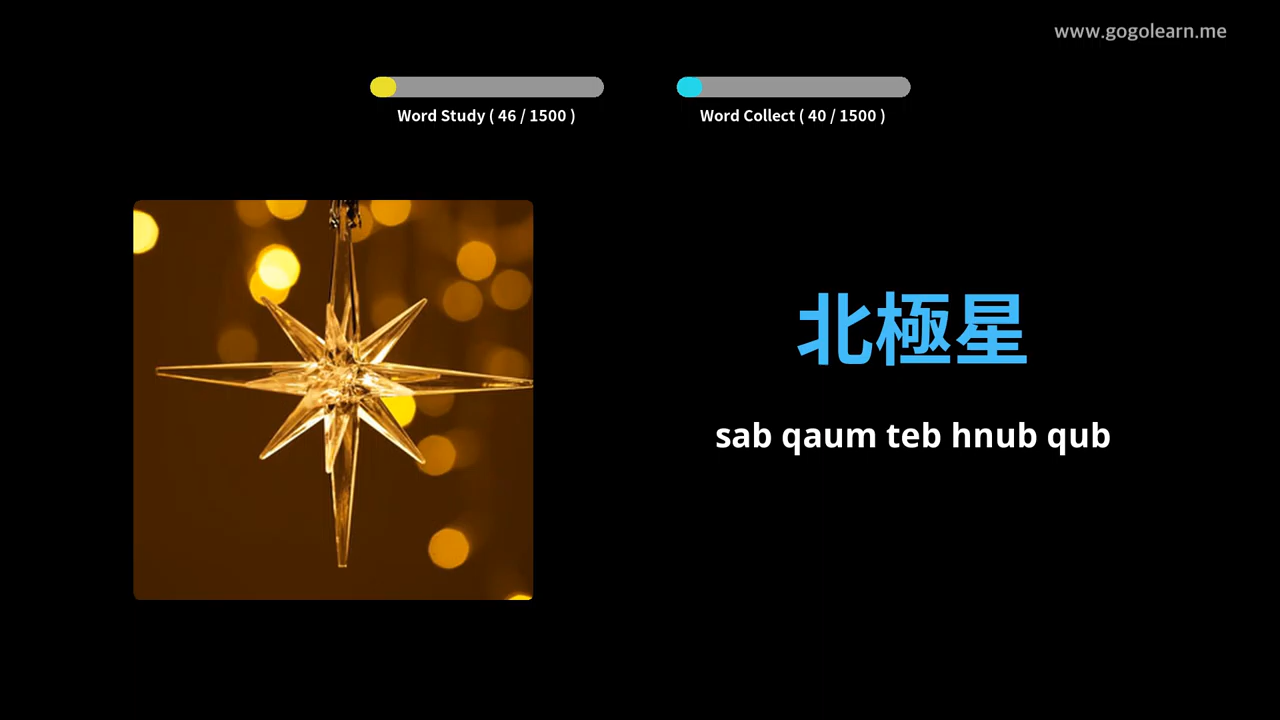 www.gogolearn.me
Word Study ( 46 / 1500 )
Word Collect ( 40 / 1500 )
北極星
sab qaum teb hnub qub